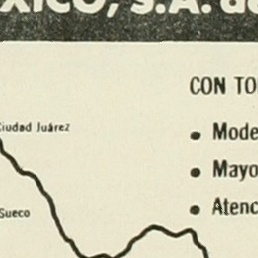 XICO, S.A. de
CON TO
Ciudad Juárez
Mode
Mayo
Sueco
Atenc